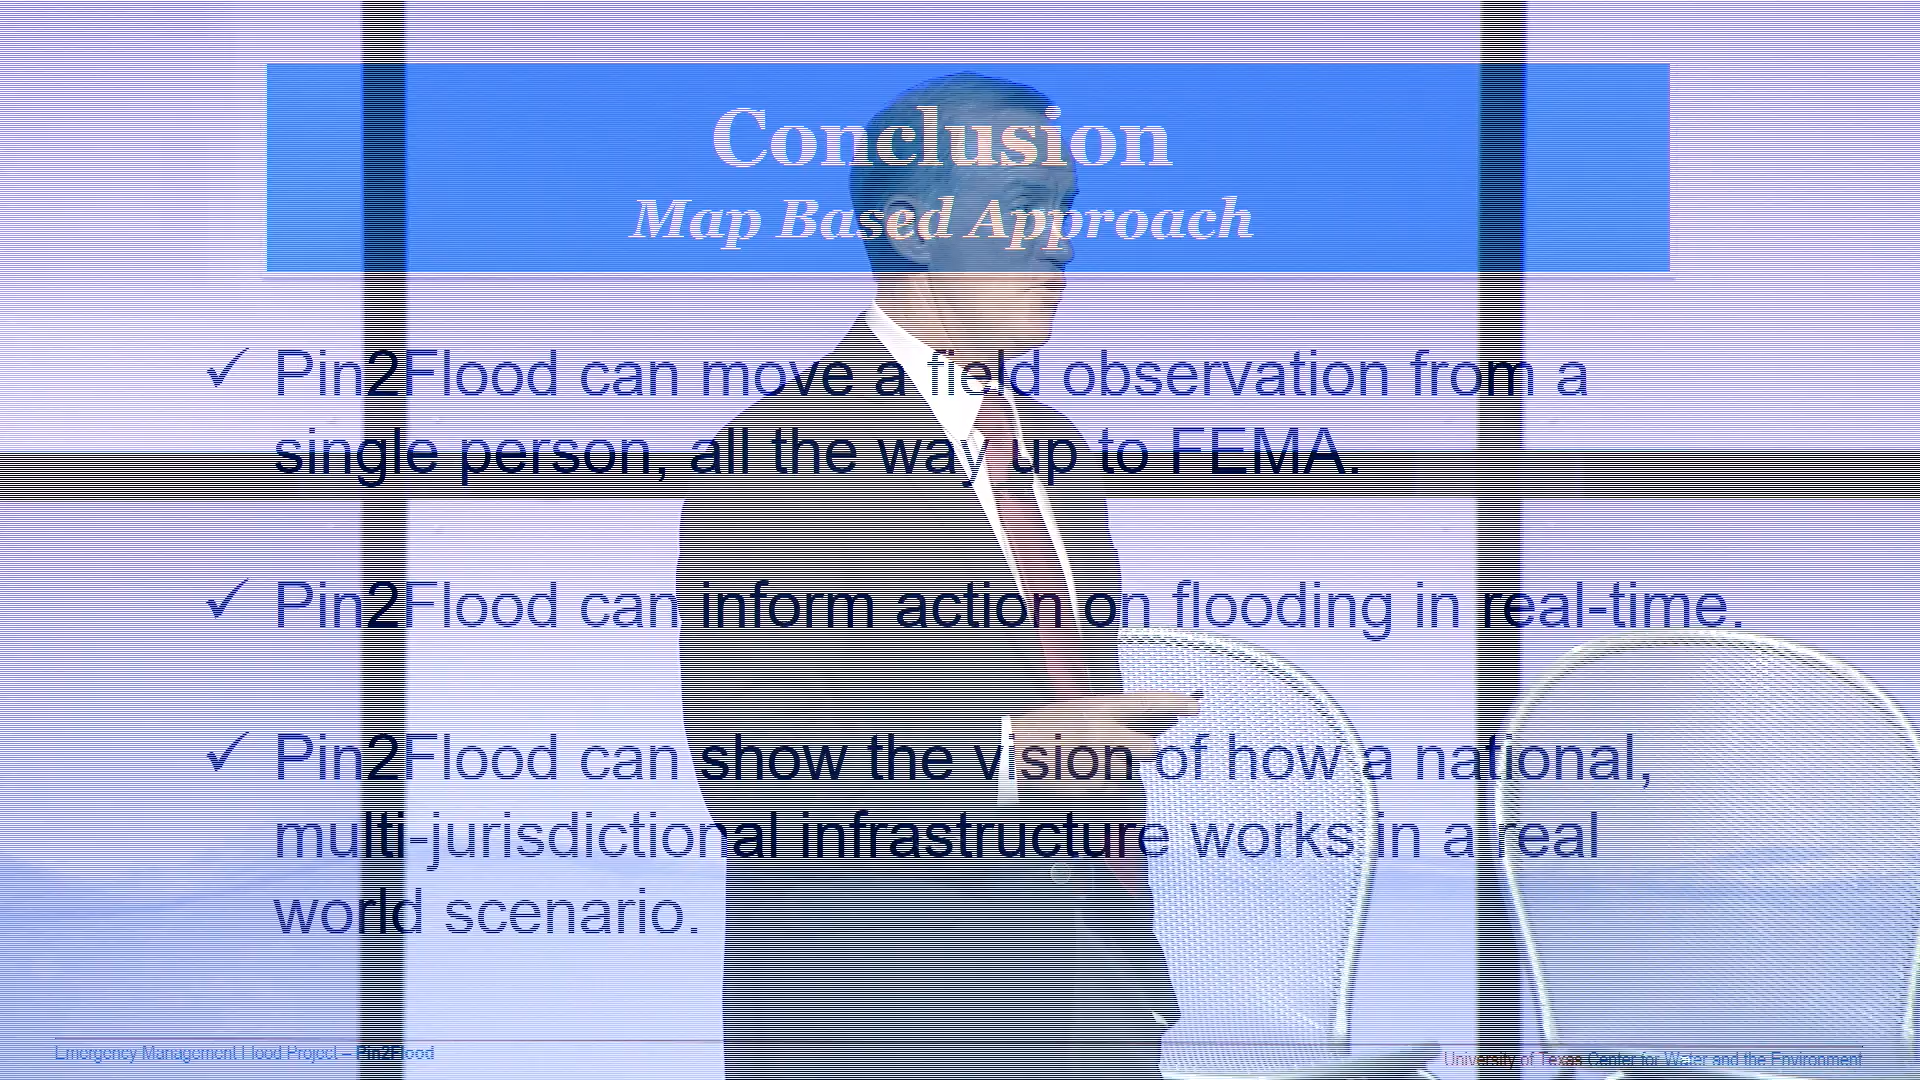 Conclusion
Map Based Approach
✓ Pin2Flood can move a field observation from a
single person, all the way up to FEMA.
✓ Pin2Flood can inform action on flooding in real-time.
✓ Pin2Flood can show the vision of how a national,
multi-jurisdictional infrastructure works in a real
world scenario.
Emergency Management Flood Project – Pin2Flood
University of Texas Center for Water and the Environment